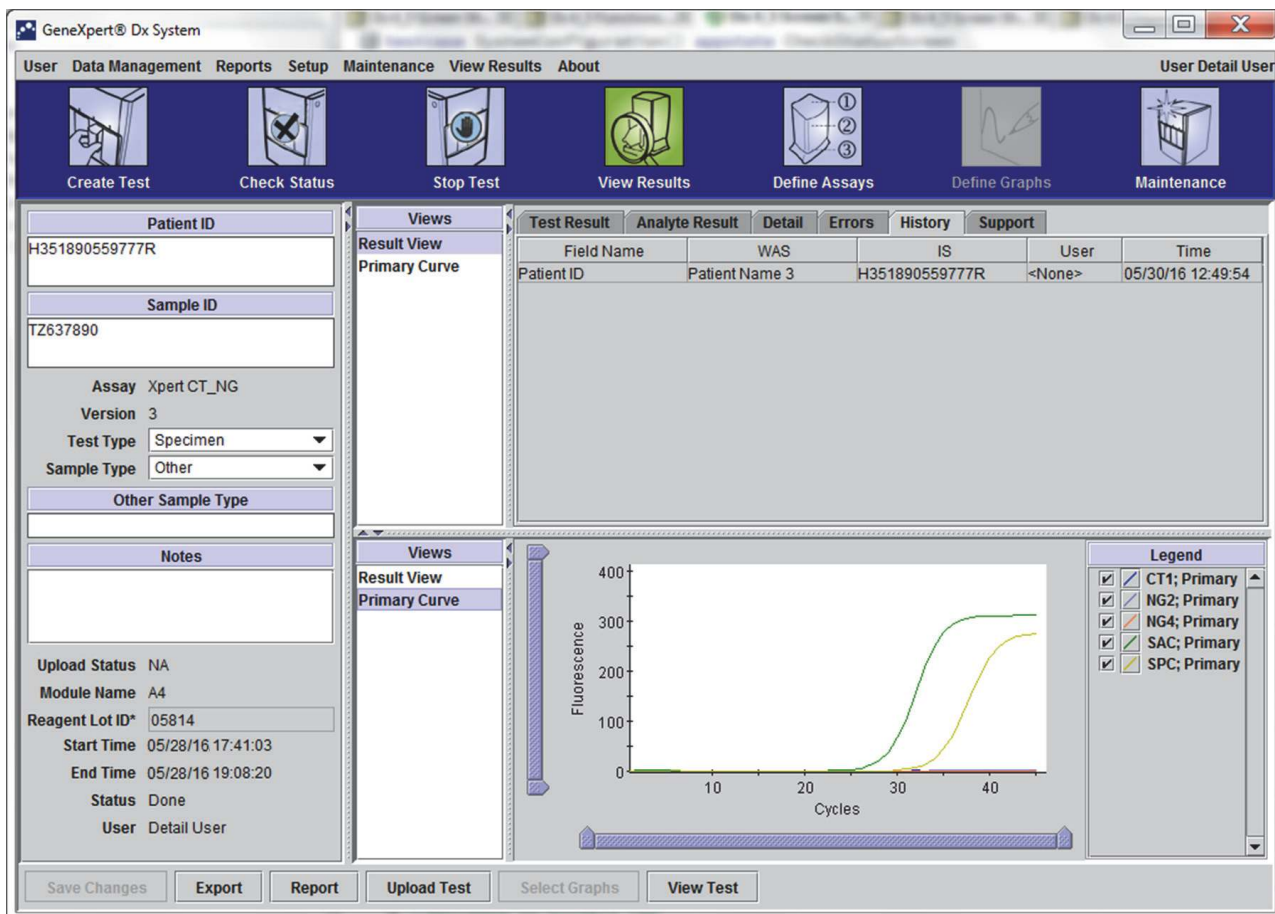 GeneXpert® Dx System
User Data Management Reports Setup Maintenance View Results About User Detail User
Create Test Check Status Stop Test View Results Define Assays Define Graphs Maintenance
Patient ID
H351890559777R
Sample ID
TZ637890
Assay Xpert CT_NG
Version 3
Test Type Specimen
Sample Type Other
Other Sample Type
Notes
Upload Status NA
Module Name A4
Reagent Lot ID* 05814
Start Time 05/28/16 17:41:03
End Time 05/28/16 19:08:20
Status Done
User Detail User
Views
Result View
Primary Curve
Test Result Analyte Result Detail Errors History Support
Field Name WAS IS User Time
Patient ID Patient Name 3 H351890559777R <None> 05/30/16 12:49:54
Views
Result View
Primary Curve
400
300
200
100
0
Fluorescence
10 20 30 40
Cycles
Legend
CT1; Primary
NG2; Primary
NG4; Primary
SAC; Primary
SPC; Primary
Save Changes Export Report Upload Test Select Graphs View Test